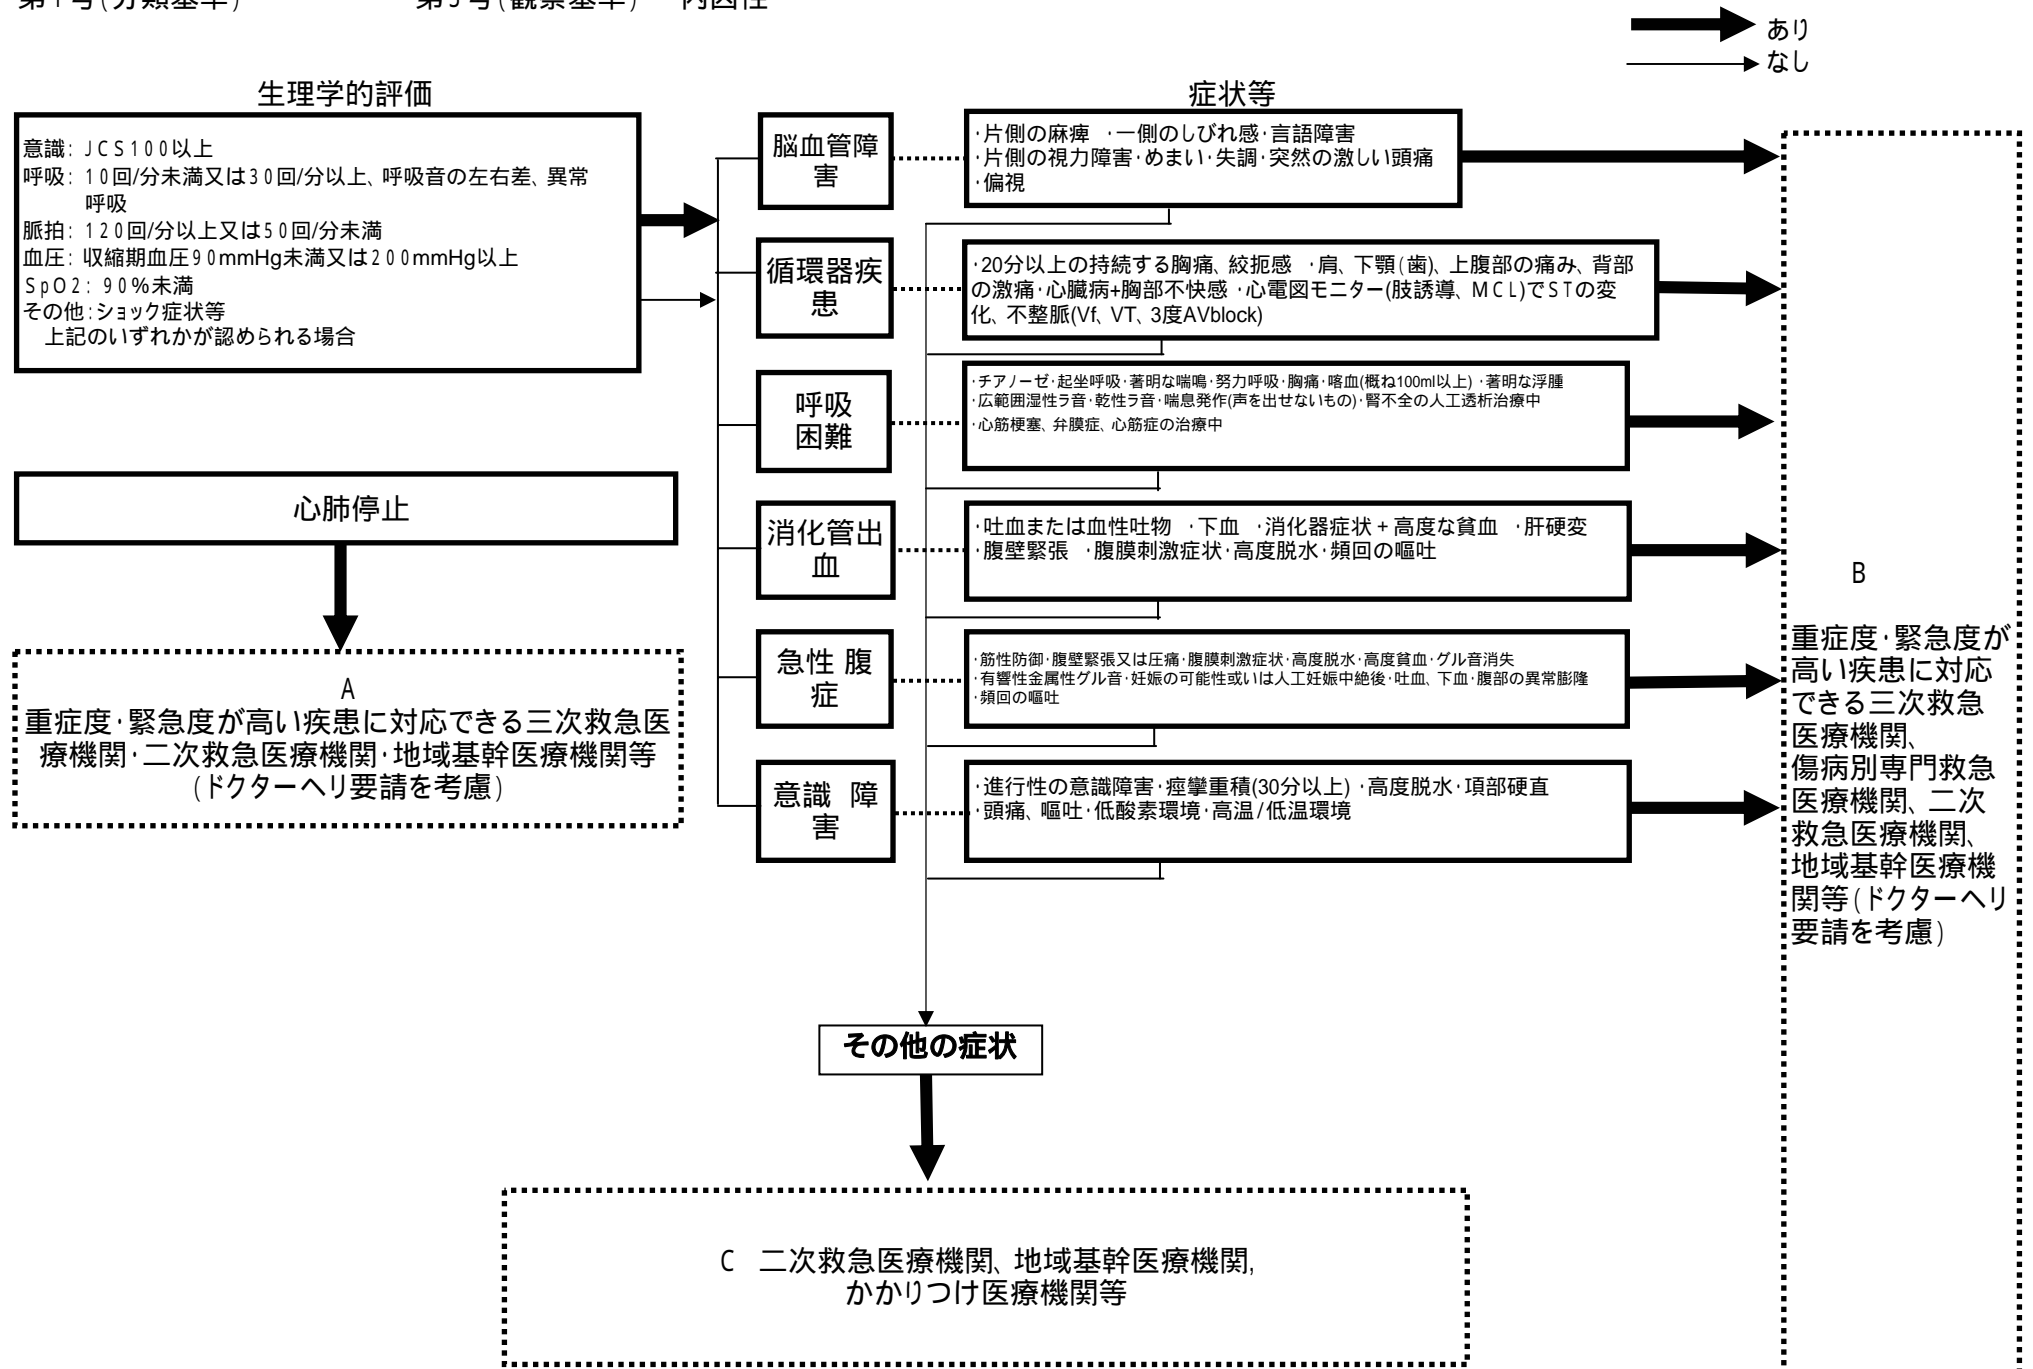 第1号(分類基準)　第3号(観察基準)　内因性
あり
なし
生理学的評価
症状等
意識: JCS100以上
呼吸: 10回/分未満又は30回/分以上、呼吸音の左右差、異常
呼吸
脈拍: 120回/分以上又は50回/分未満
血圧: 収縮期血圧90mmHg未満又は200mmHg以上
SpO2: 90%未満
その他:ショック症状等
上記のいずれかが認められる場合
心肺停止
A
重症度・緊急度が高い疾患に対応できる三次救急医
療機関・二次救急医療機関・地域基幹医療機関等
(ドクターヘリ要請を考慮)
脳血管障
害
・片側の麻痺 ・一側のしびれ感・言語障害
・片側の視力障害・めまい・失調・突然の激しい頭痛
・偏視
循環器疾
患
・20分以上の持続する胸痛、絞扼感 ・肩、下顎(歯)、上腹部の痛み、背部
の激痛・心臓病+胸部不快感 ・心電図モニター(肢誘導、MCL)でSTの変
化、不整脈(Vf、VT、3度AVblock)
呼吸
困難
・チアノーゼ・起坐呼吸・著明な喘鳴・努力呼吸・胸痛・喀血(概ね100ml以上) ・著明な浮腫
・広範囲湿性ラ音・乾性ラ音・喘息発作(声を出せないもの)・腎不全の人工透析治療中
・心筋梗塞、弁膜症、心筋症の治療中
消化管出
血
・吐血または血性吐物 ・下血 ・消化器症状+高度な貧血 ・肝硬変
・腹壁緊張 ・腹膜刺激症状・高度脱水・頻回の嘔吐
急性 腹
症
・筋性防御・腹壁緊張又は圧痛・腹膜刺激症状・高度脱水・高度貧血・グル音消失
・有響性金属性グル音・妊娠の可能性或いは人工妊娠中絶後・吐血、下血・腹部の異常膨隆
・頻回の嘔吐
意識 障
害
・進行性の意識障害・痙攣重積(30分以上) ・高度脱水・項部硬直
・頭痛、嘔吐・低酸素環境・高温/低温環境
B
重症度・緊急度が
高い疾患に対応
できる三次救急
医療機関、
傷病別専門救急
医療機関、二次
救急医療機関、
地域基幹医療機
関等(ドクターヘリ
要請を考慮)
その他の症状
C 二次救急医療機関、地域基幹医療機関,
かかりつけ医療機関等